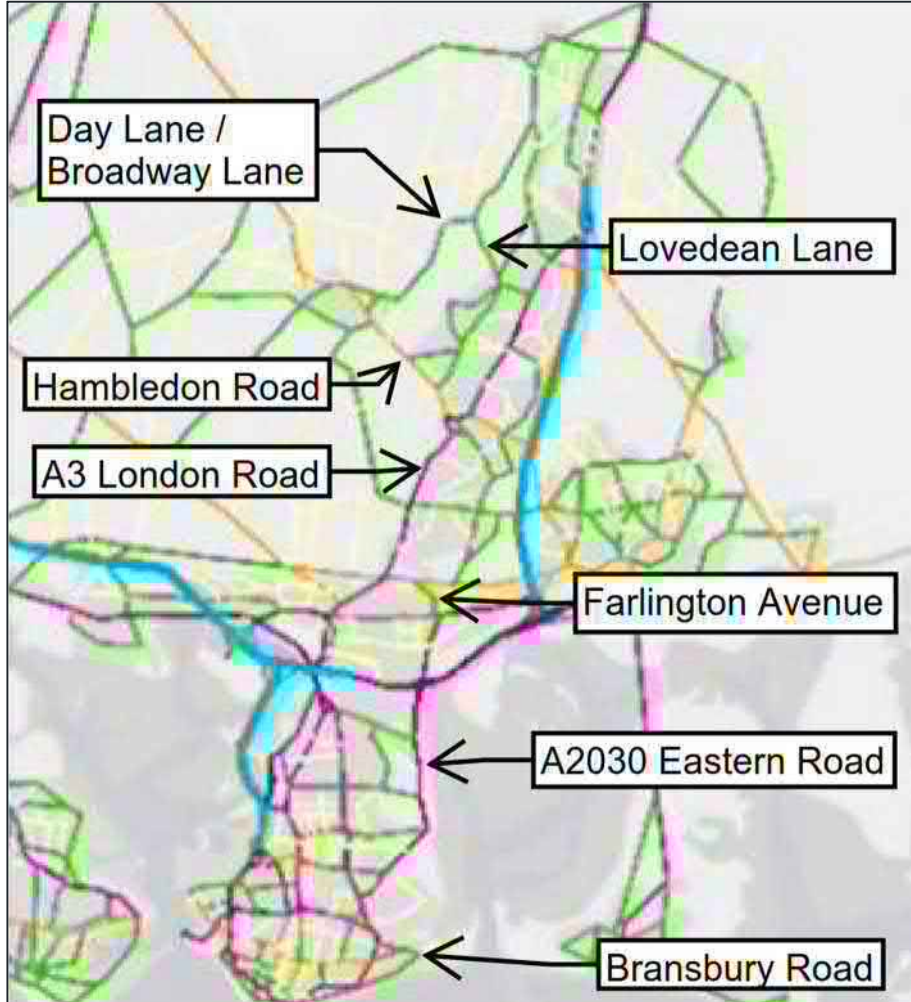 Day Lane /
Broadway Lane
Lovedean Lane
Hambledon Road
A3 London Road
Farlington Avenue
A2030 Eastern Road
Bransbury Road